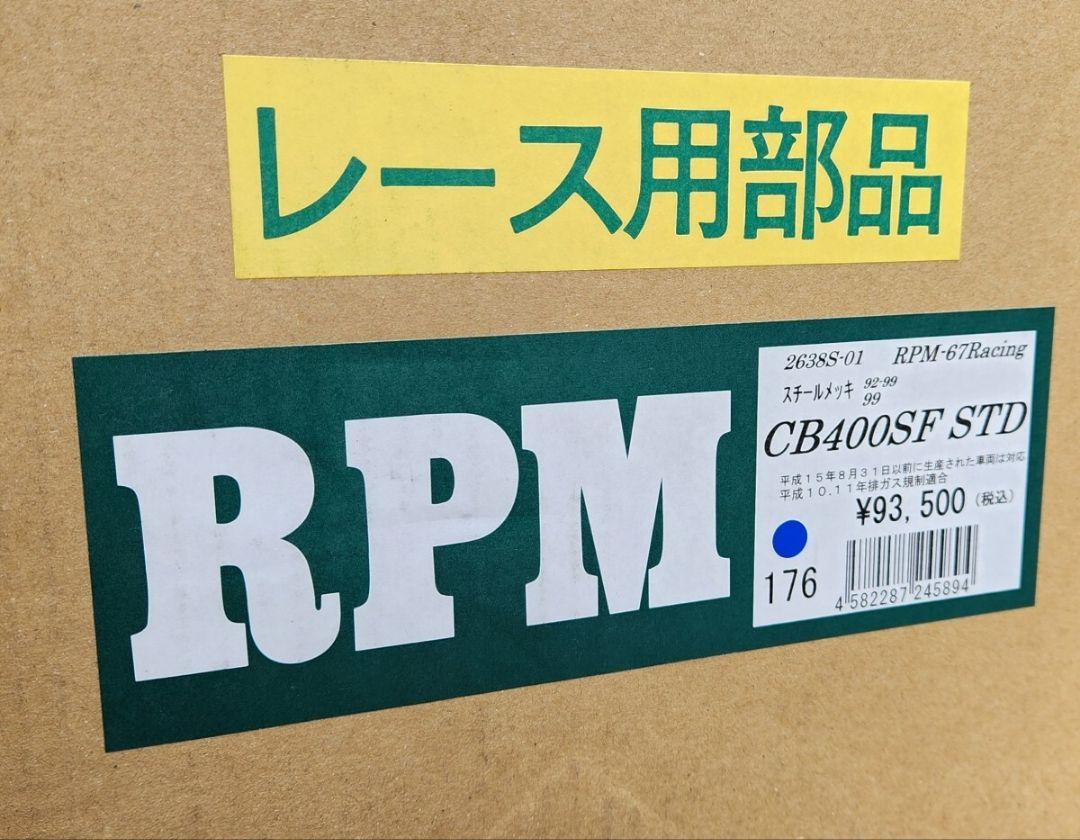 レース用部品
RPM
2638S-01 RPM-67Racing
スチールメッキ 92-99
99
CB400SF STD
平成15年8月31日以前に生産された車両は対応
平成10.11年排ガス規制適合
¥93,500 (税込)
176
4 582287 245894